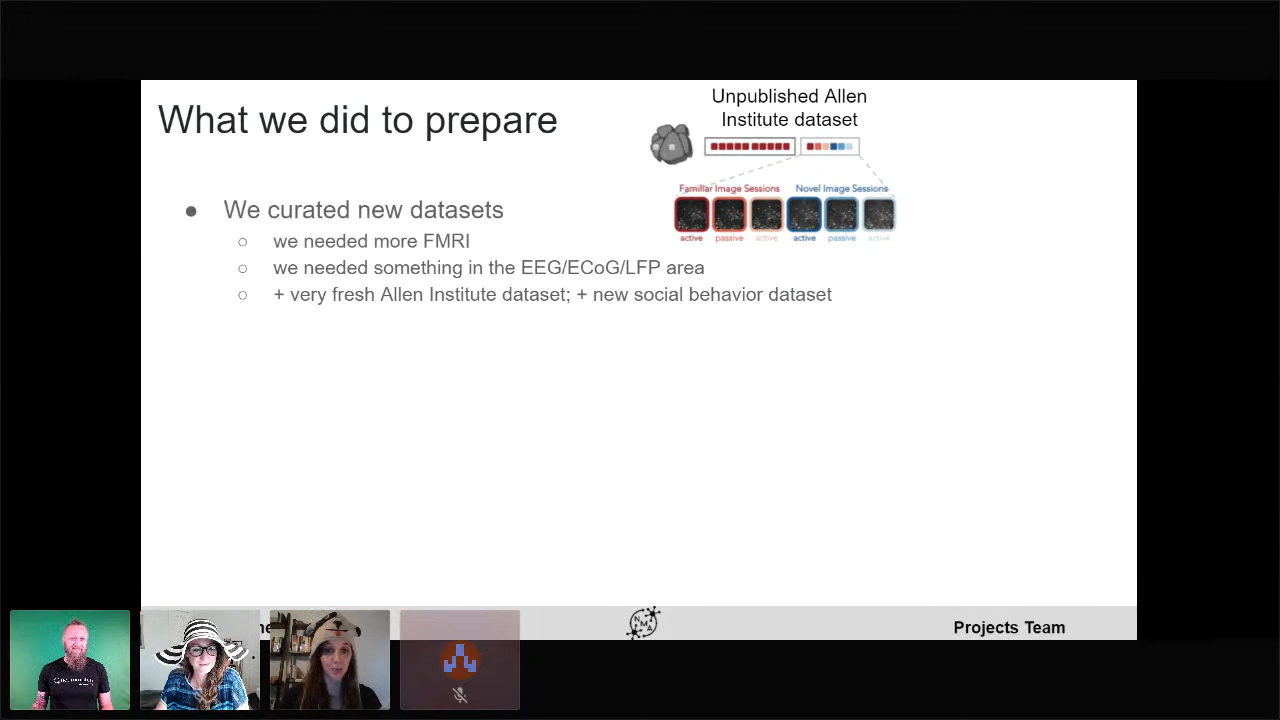 What we did to prepare
Unpublished Allen
Institute dataset
Familiar Image Sessions
Novel Image Sessions
active
passive
active
active
passive
active
● We curated new datasets
○ we needed more FMRI
○ we needed something in the EEG/ECoG/LFP area
○ + very fresh Allen Institute dataset; + new social behavior dataset
NMA
Projects Team